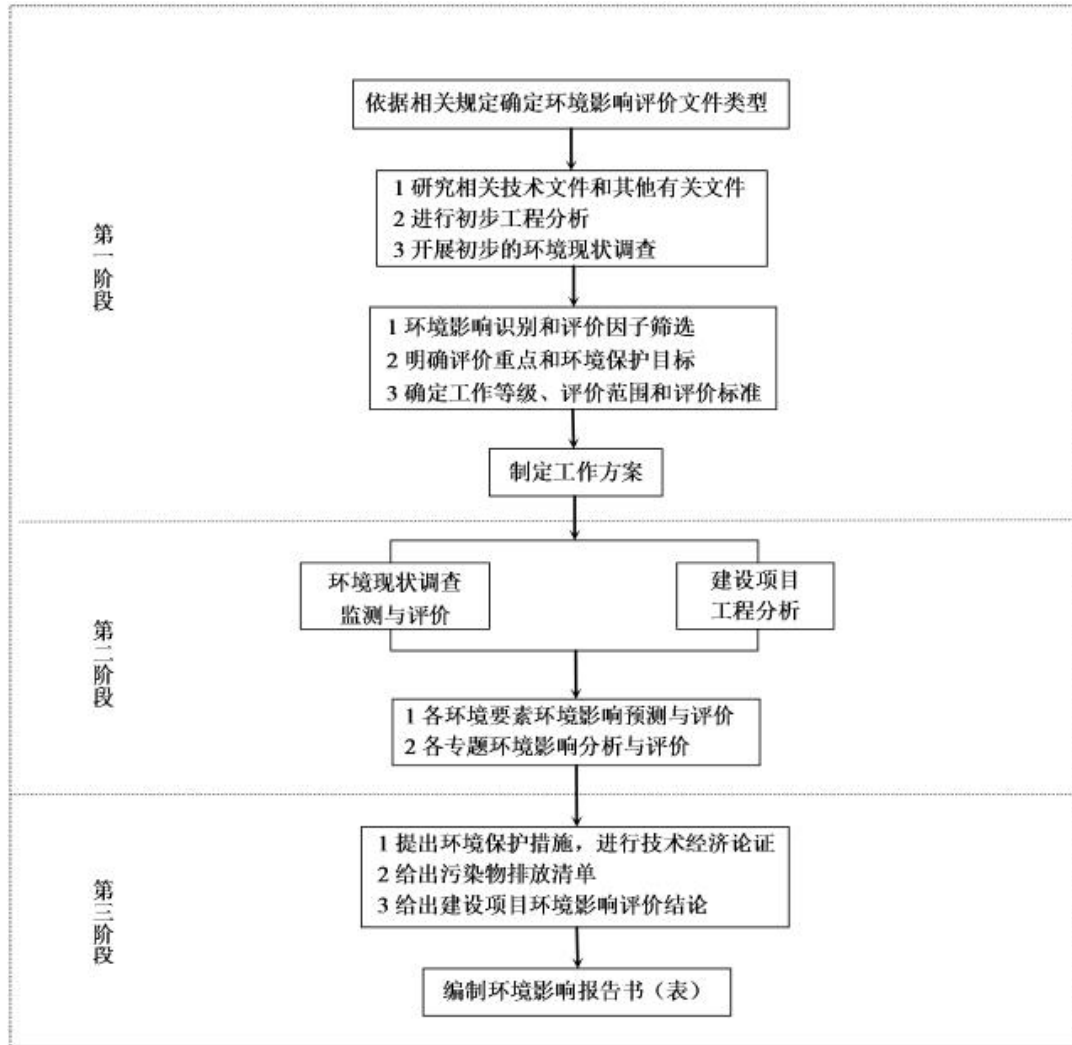 依据相关规定确定环境影响评价文件类型
1 研究相关技术文件和其他有关文件
2 进行初步工程分析
3 开展初步的环境现状调查
第一阶段
1 环境影响识别和评价因子筛选
2 明确评价重点和环境保护目标
3 确定工作等级、评价范围和评价标准
制定工作方案
环境现状调查
监测与评价
建设项目
工程分析
第二阶段
1 各环境要素环境影响预测与评价
2 各专题环境影响分析与评价
1 提出环境保护措施，进行技术经济论证
2 给出污染物排放清单
3 给出建设项目环境影响评价结论
第三阶段
编制环境影响报告书（表）